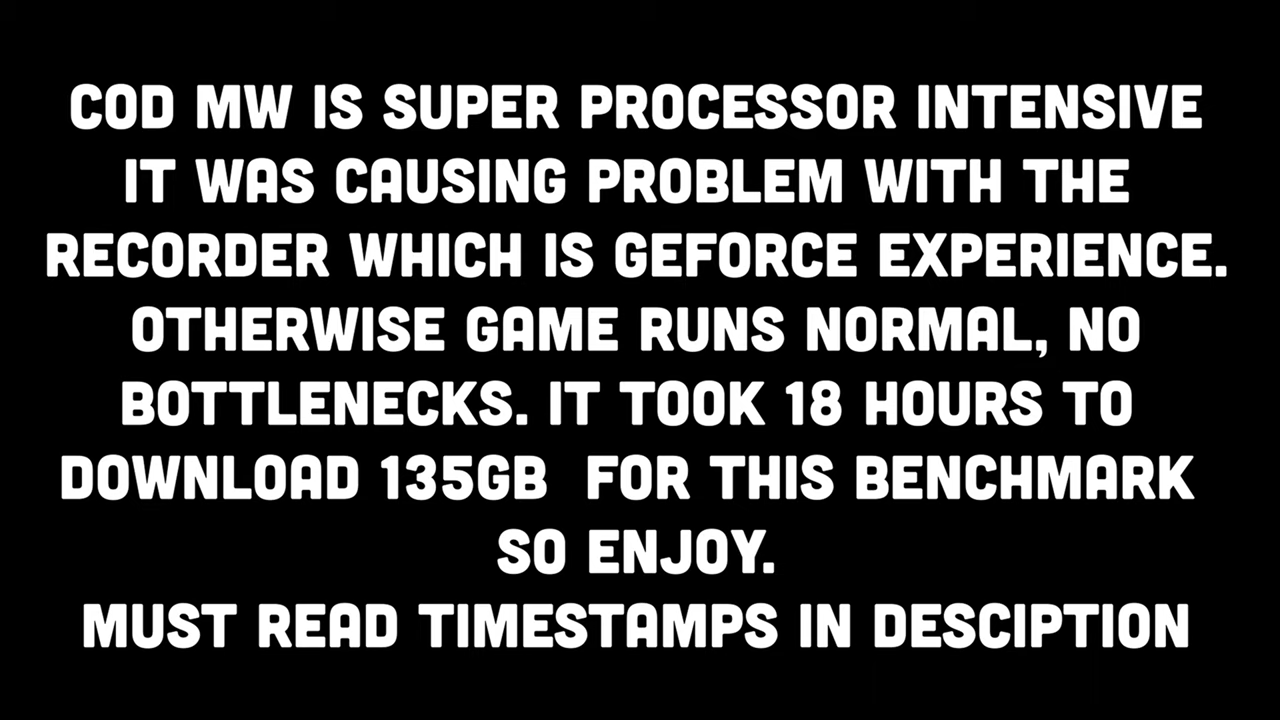 COD MW IS SUPER PROCESSOR INTENSIVE
IT WAS CAUSING PROBLEM WITH THE
RECORDER WHICH IS GEFORCE EXPERIENCE.
OTHERWISE GAME RUNS NORMAL, NO
BOTTLENECKS. IT TOOK 18 HOURS TO
DOWNLOAD 135GB FOR THIS BENCHMARK
SO ENJOY.
MUST READ TIMESTAMPS IN DESCIPTION